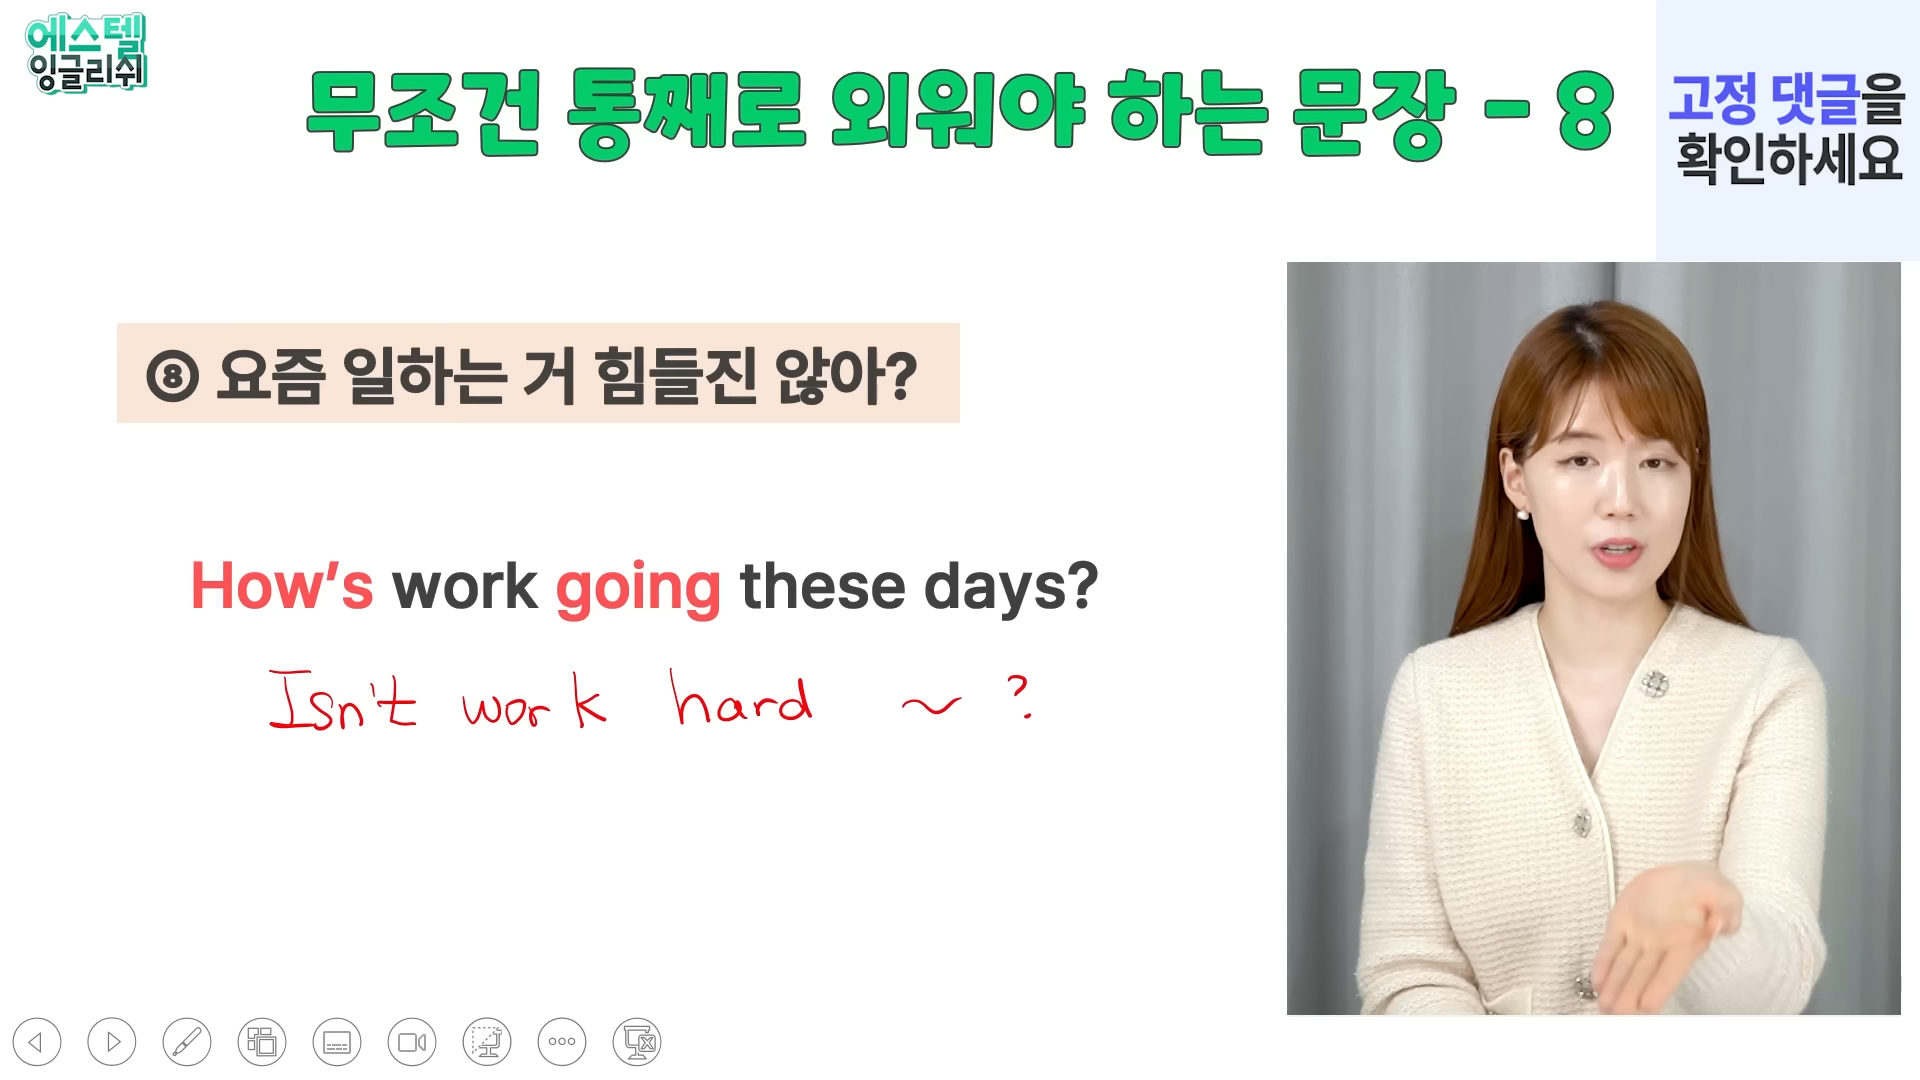 에스텔
잉글리쉬
무조건 통째로 외워야 하는 문장 - 8
고정 댓글을
확인하세요
⑧ 요즘 일하는 거 힘들진 않아?
How's work going these days?
Isn't work hard ~ ?